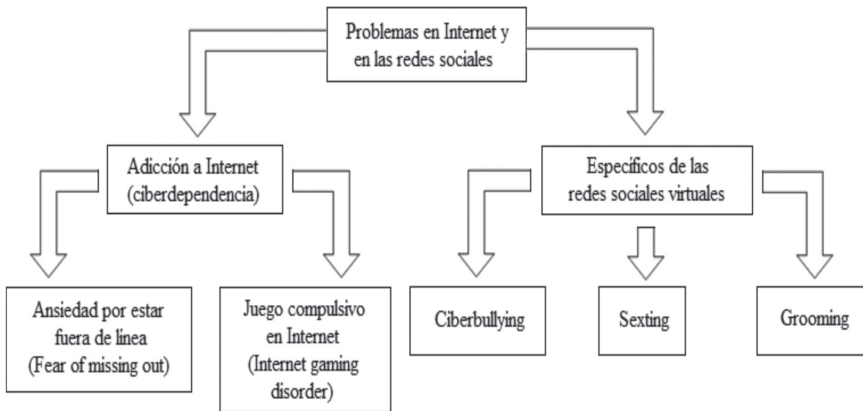 Problemas en Internet y
en las redes sociales
Adicción a Internet
(ciberdependencia)
Específicos de las
redes sociales virtuales
Ansiedad por estar
fuera de línea
(Fear of missing out)
Juego compulsivo
en Internet
(Internet gaming
disorder)
Ciberbullying
Sexting
Grooming